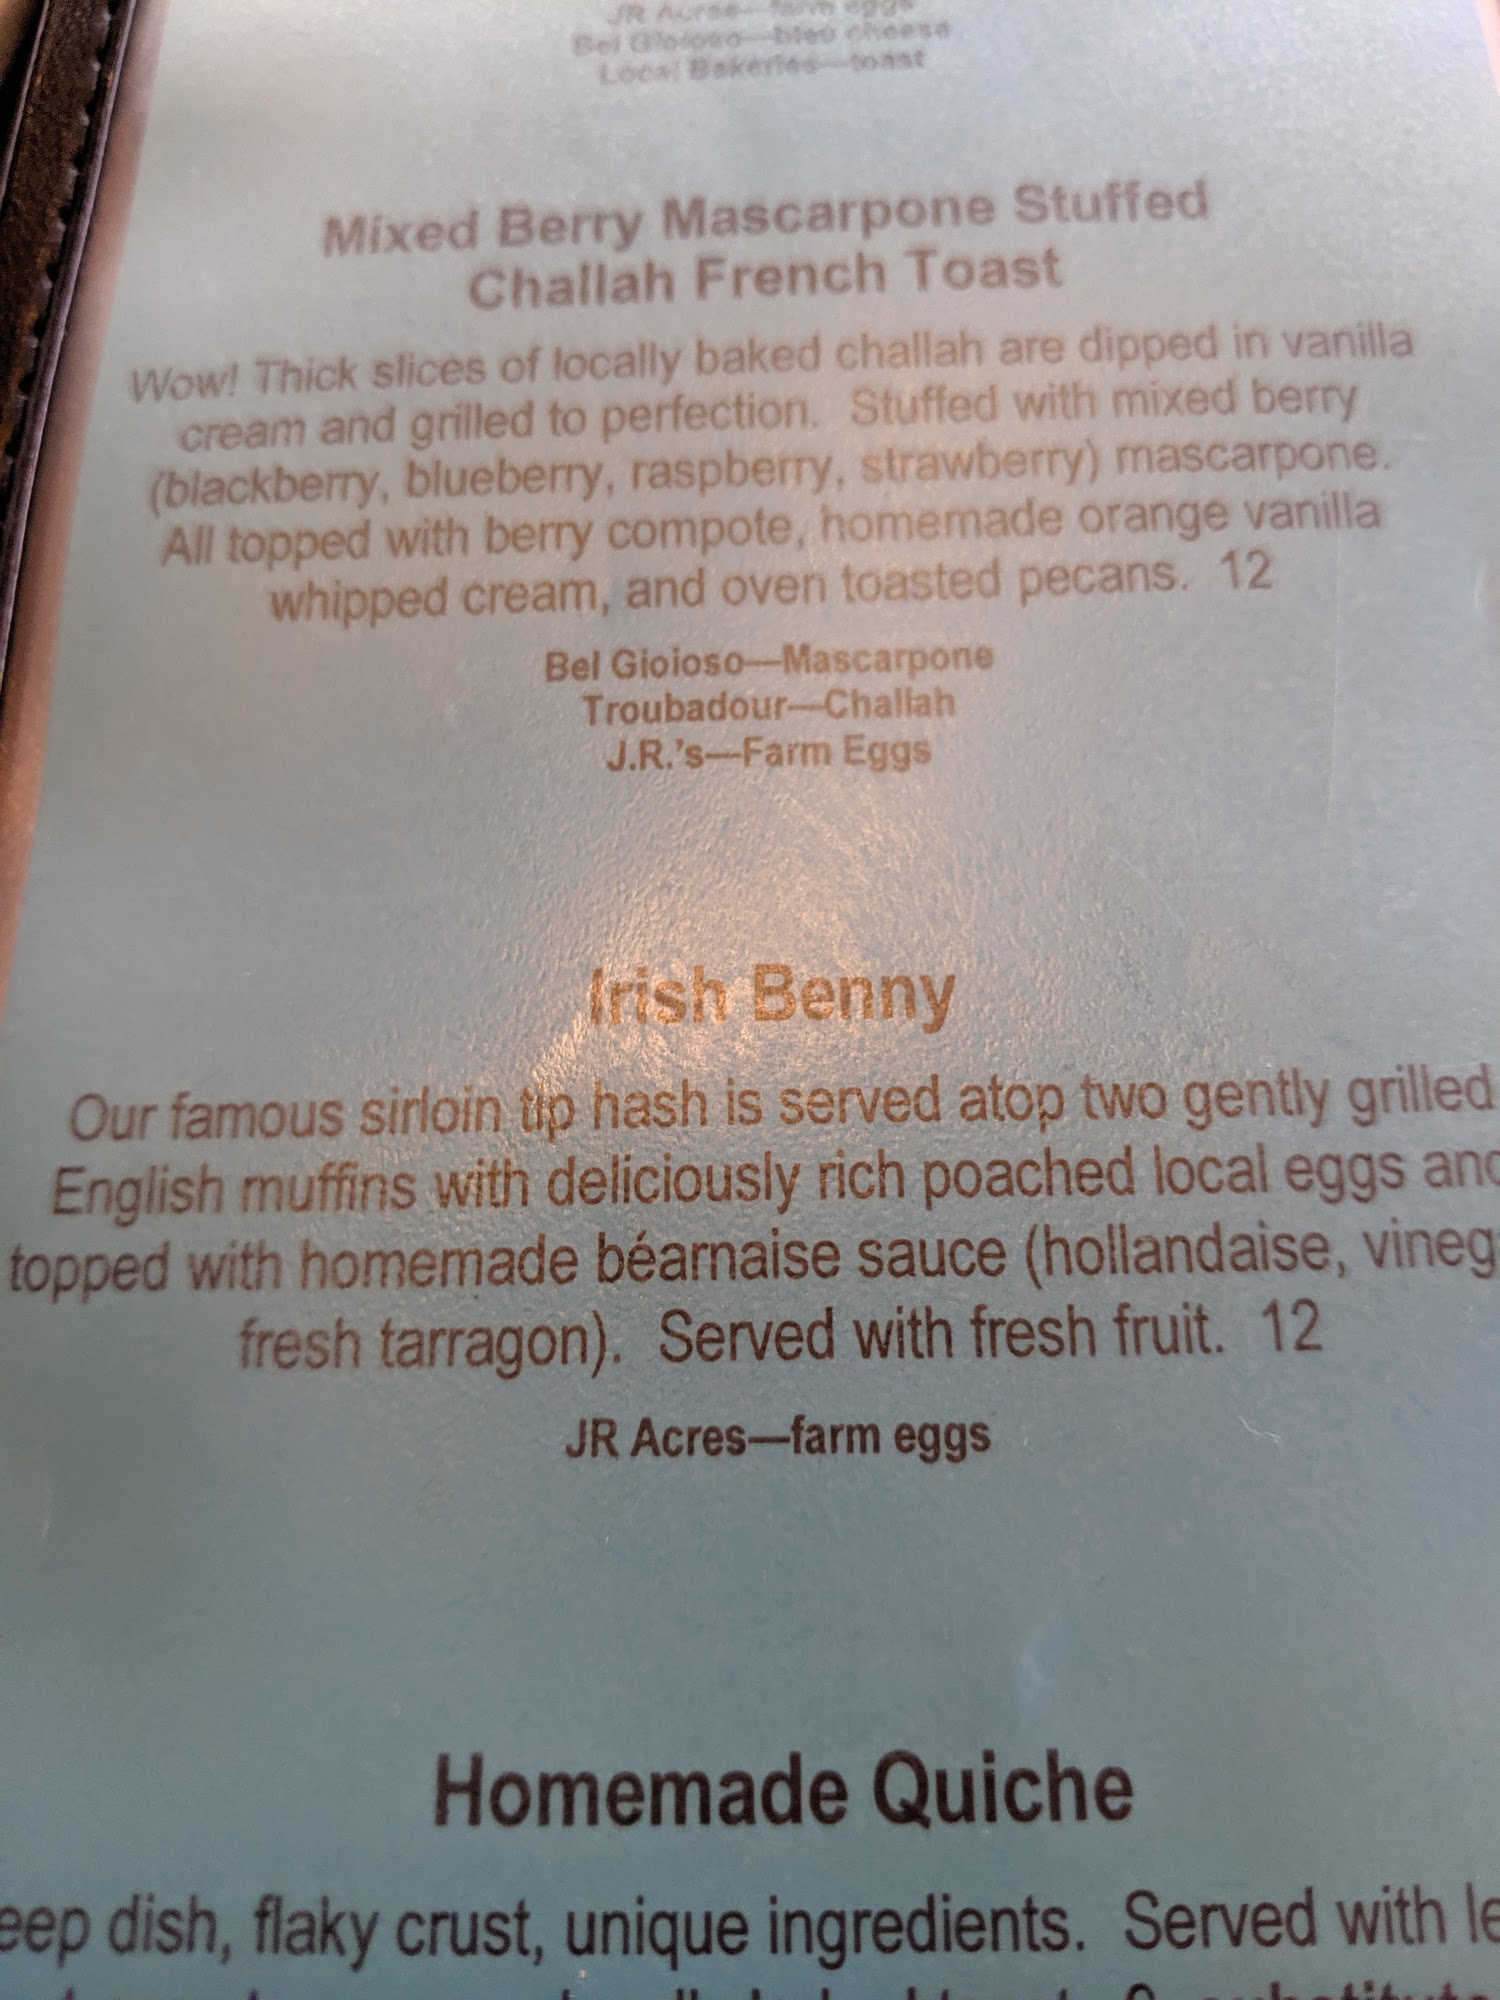 JR Acres—farm eggs
Bel Gioioso—bleu cheese
Local Bakeries—toast
Mixed Berry Mascarpone Stuffed
Challah French Toast
Wow! Thick slices of locally baked challah are dipped in vanilla
cream and grilled to perfection. Stuffed with mixed berry
(blackberry, blueberry, raspberry, strawberry) mascarpone.
All topped with berry compote, homemade orange vanilla
whipped cream, and oven toasted pecans. 12
Bel Gioioso—Mascarpone
Troubadour—Challah
J.R.'s—Farm Eggs
Irish Benny
Our famous sirloin tip hash is served atop two gently grilled
English muffins with deliciously rich poached local eggs and
topped with homemade béarnaise sauce (hollandaise, vineg
fresh tarragon). Served with fresh fruit. 12
JR Acres—farm eggs
Homemade Quiche
eep dish, flaky crust, unique ingredients. Served with le